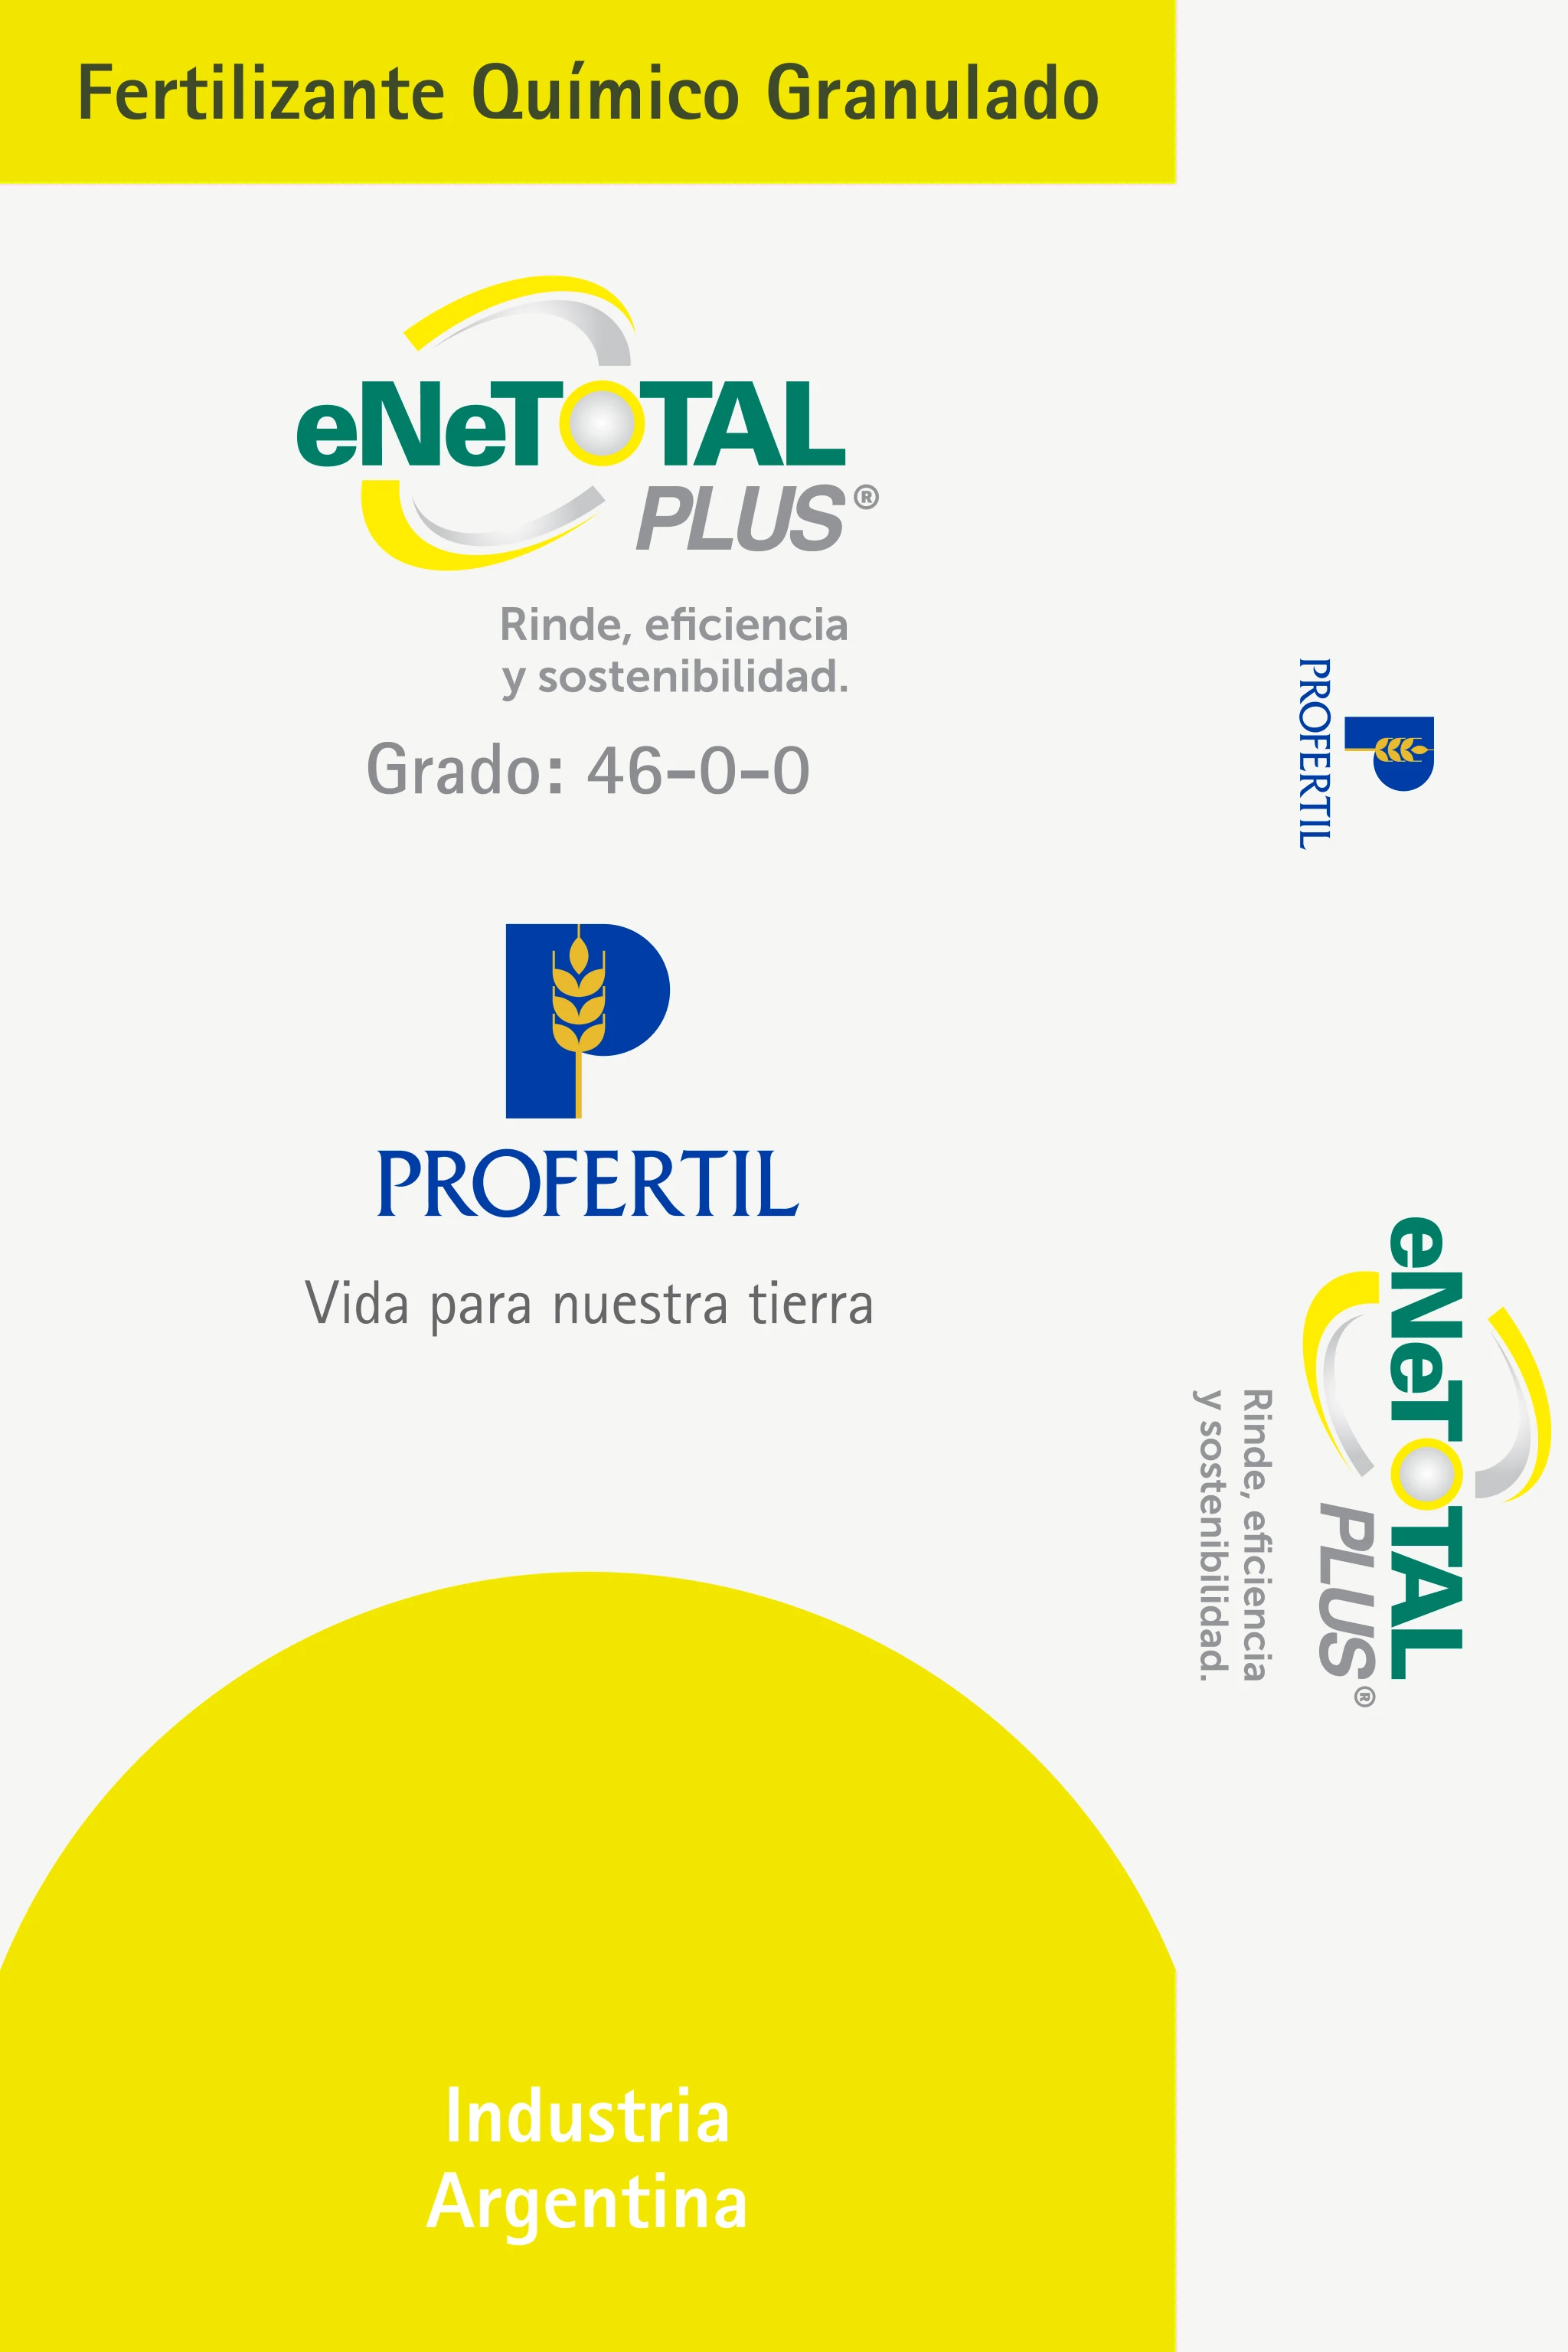 Fertilizante Químico Granulado
eNeTOTAL
PLUS®
Rinde, eficiencia
y sostenibilidad.
Grado: 46-0-0
PROFERTIL
Vida para nuestra tierra
Industria
Argentina
PROFERTIL
eNeTOTAL
PLUS®
Rinde, eficiencia
y sostenibilidad.